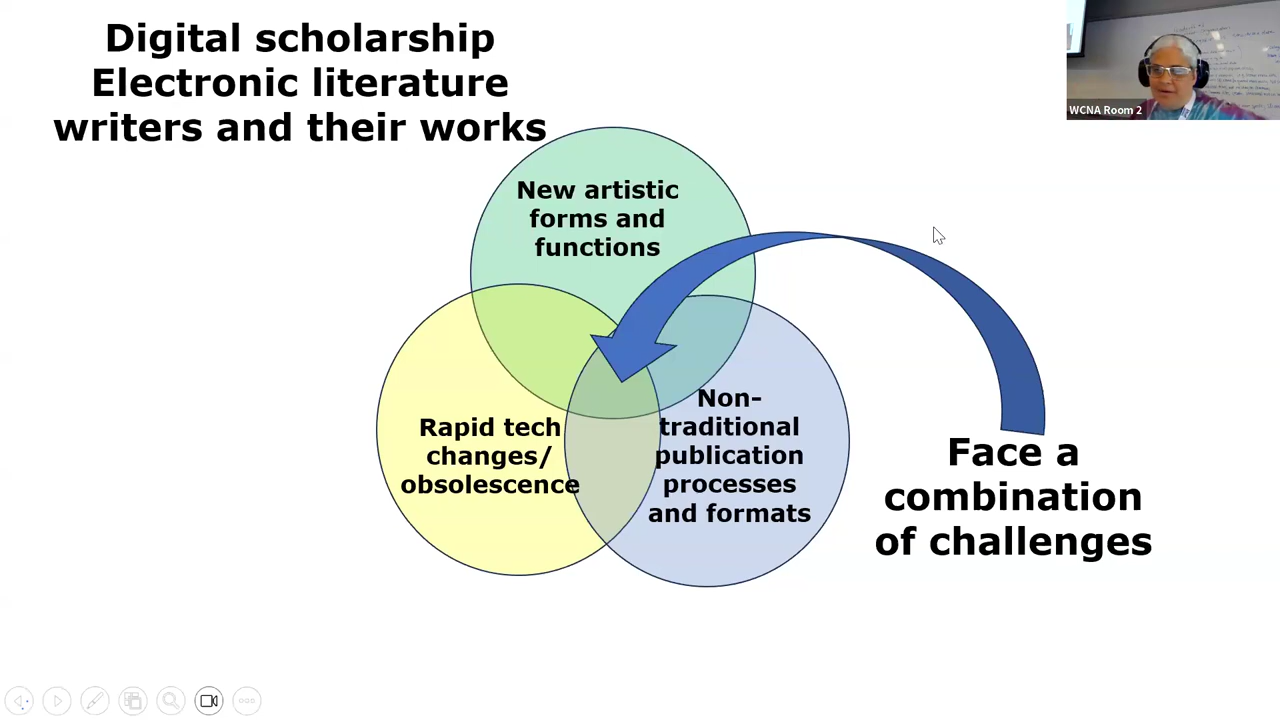 Digital scholarship
Electronic literature
writers and their works
WCNA Room 2
New artistic
forms and
functions
Rapid tech
changes/
obsolescence
Non-
traditional
publication
processes
and formats
Face a
combination
of challenges